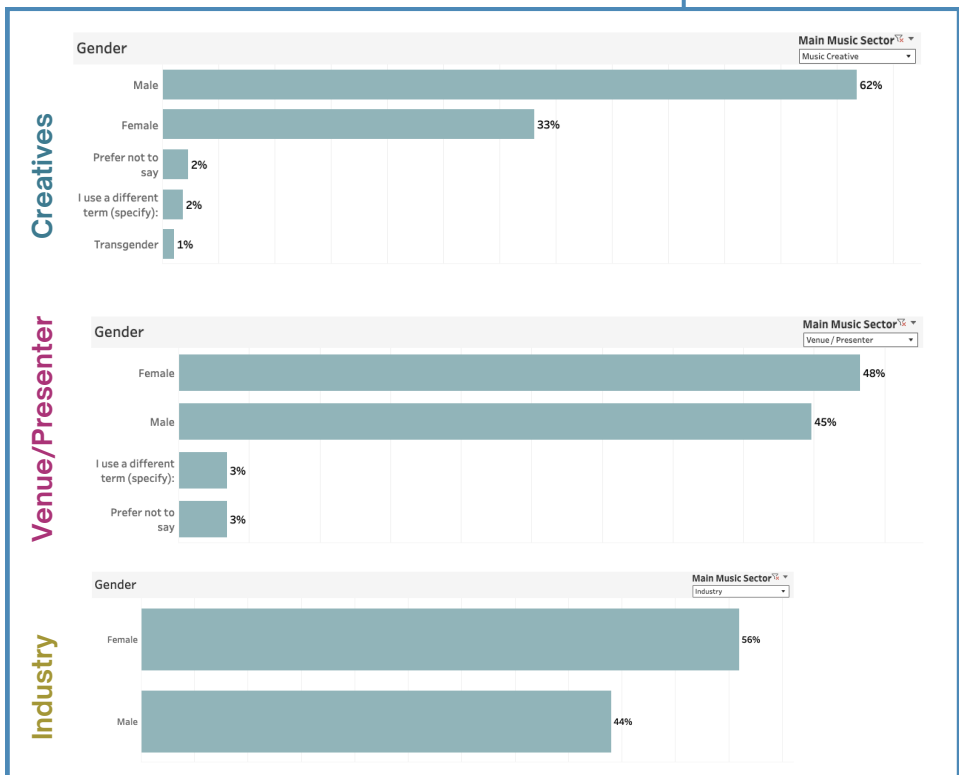 Creatives
Gender
Main Music Sector
Music Creative
Male
62%
Female
33%
Prefer not to
say
2%
I use a different
term (specify):
2%
Transgender
1%
Venue/Presenter
Gender
Main Music Sector
Venue / Presenter
Female
48%
Male
45%
I use a different
term (specify):
3%
Prefer not to
say
3%
Industry
Gender
Main Music Sector
Industry
Female
56%
Male
44%